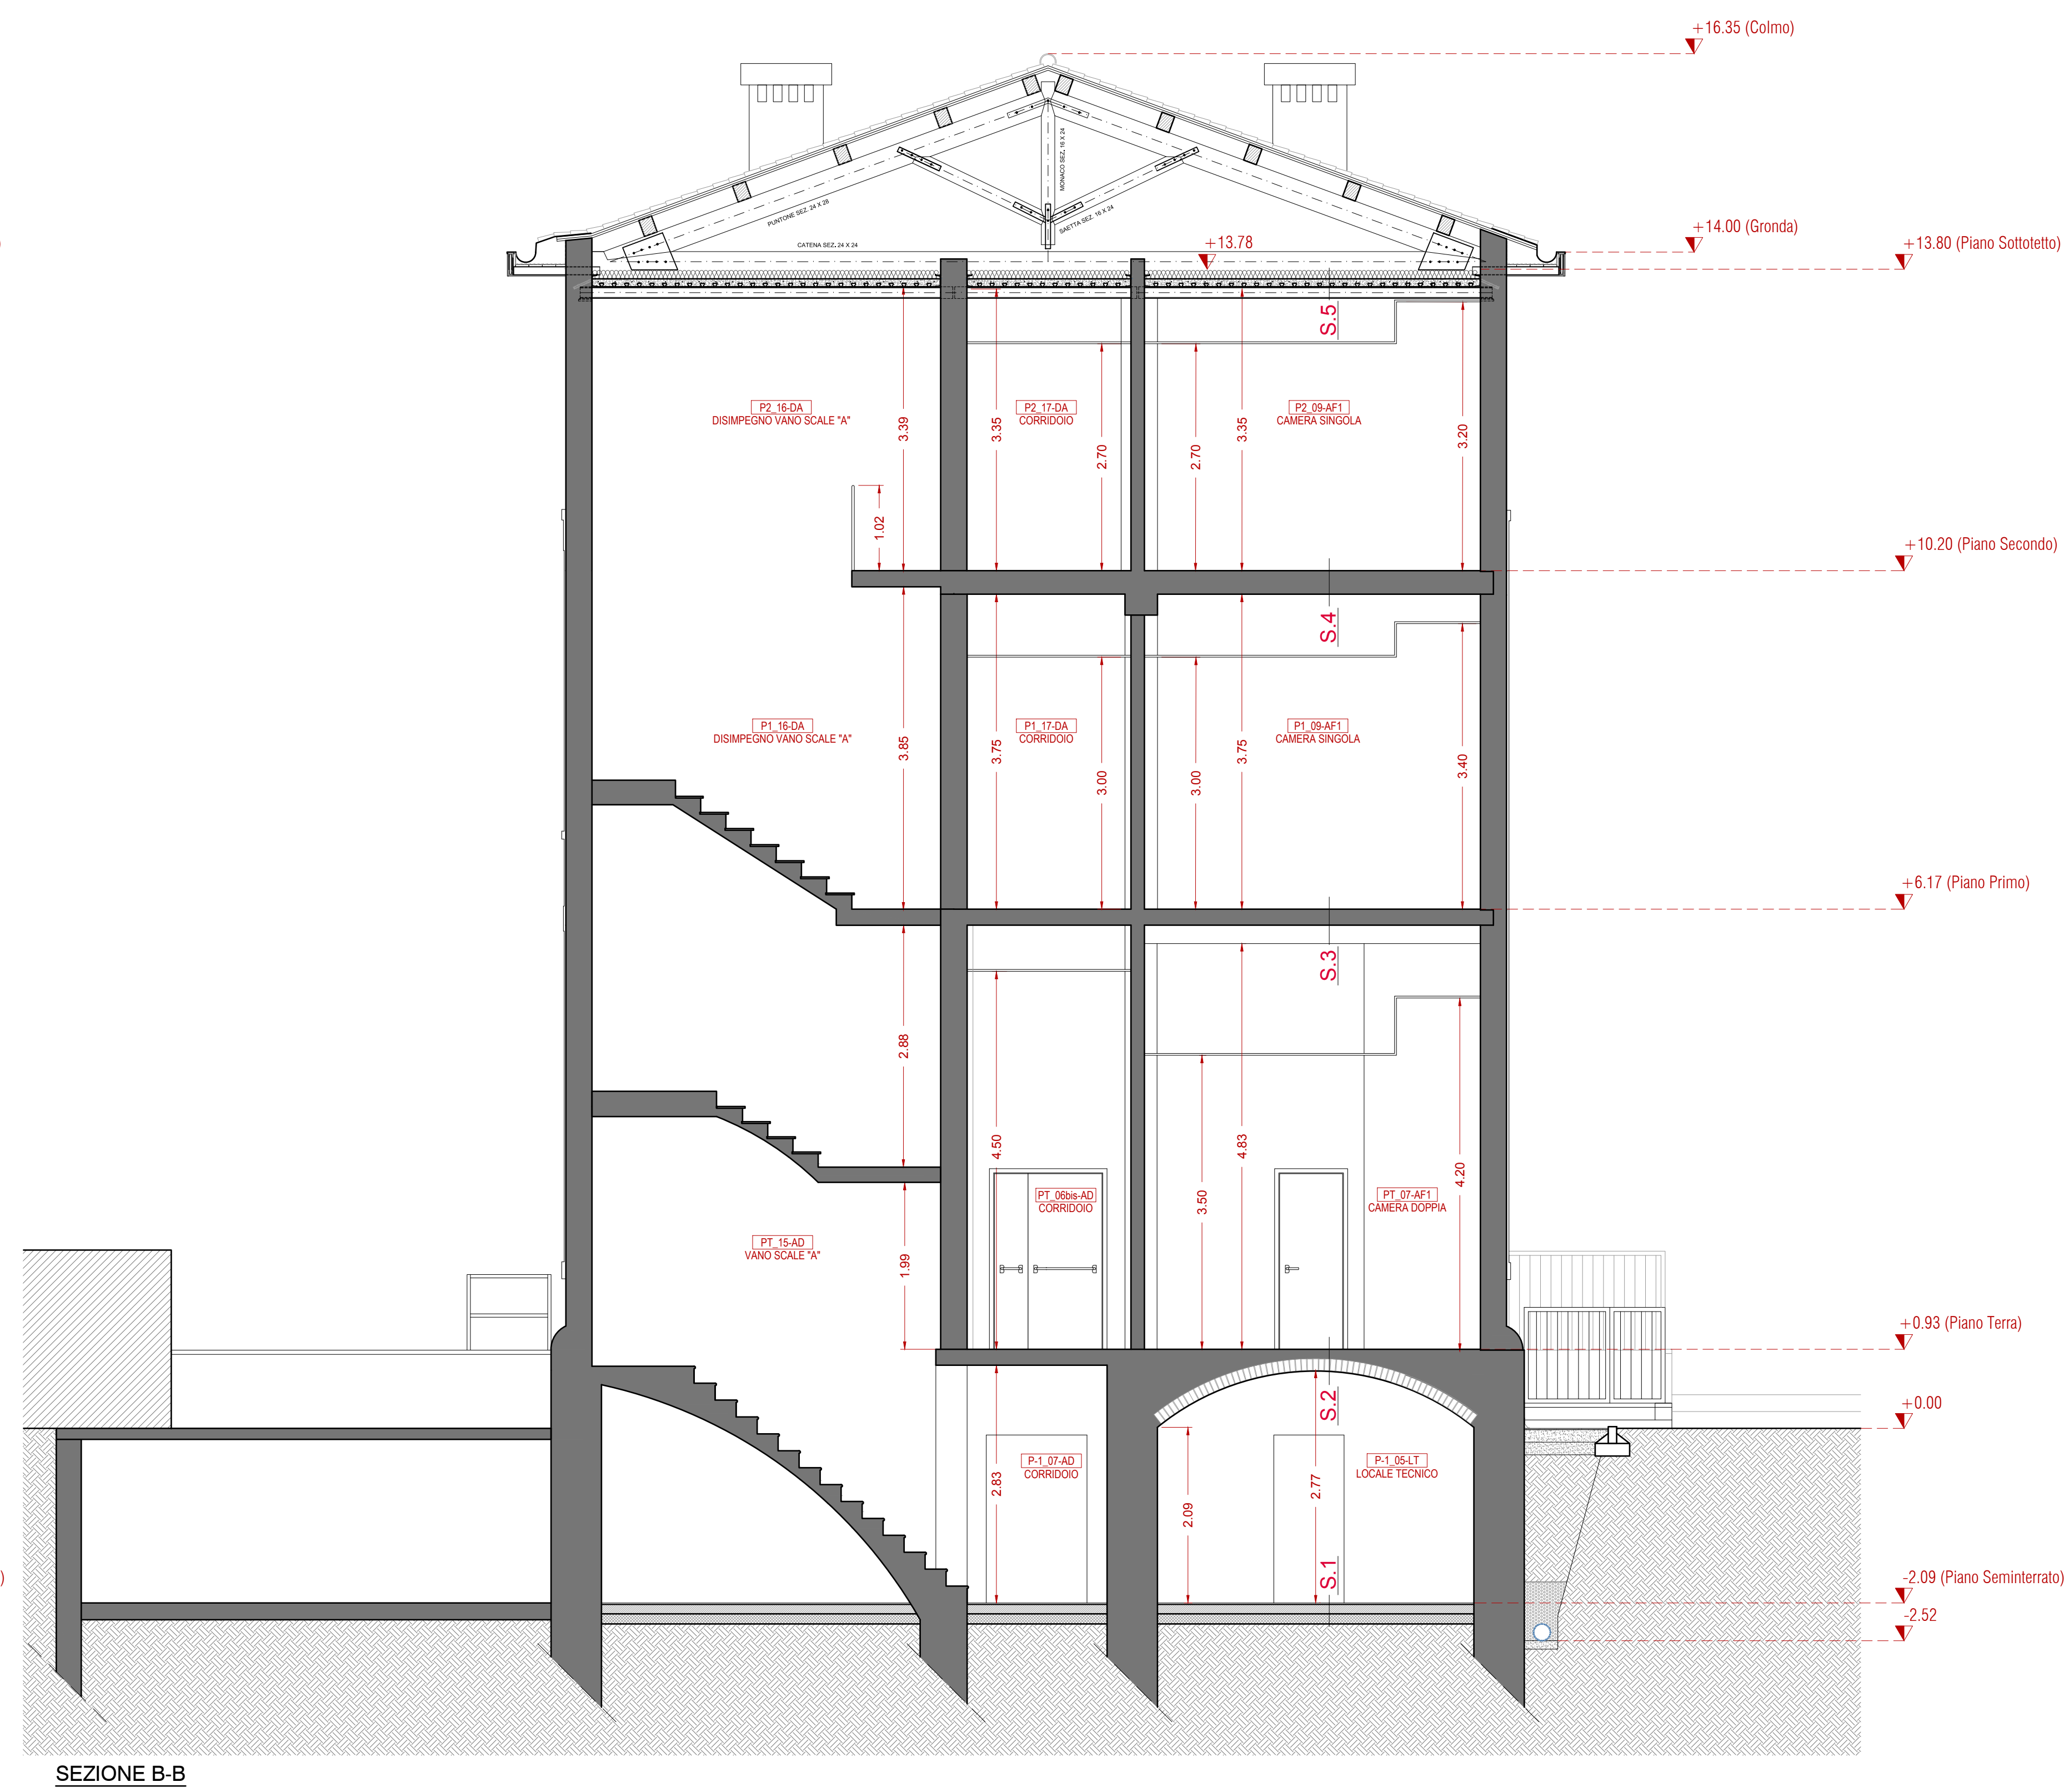 +16.35 (Colmo)
MONACO SEZ. 16 X 24
PUNTONE SEZ. 24 X 28
SAETTA SEZ. 16 X 24
CATENA SEZ. 24 X 24
+13.78
+14.00 (Gronda)
+13.80 (Piano Sottotetto)
)
S.5
P2_16-DA
DISIMPEGNO VANO SCALE "A"
3.39
P2_17-DA
CORRIDOIO
3.35
2.70
2.70
3.35
P2_09-AF1
CAMERA SINGOLA
3.20
1.02
+10.20 (Piano Secondo)
S.4
P1_16-DA
DISIMPEGNO VANO SCALE "A"
3.85
P1_17-DA
CORRIDOIO
3.75
3.00
3.00
3.75
P1_09-AF1
CAMERA SINGOLA
3.40
+6.17 (Piano Primo)
S.3
2.88
4.50
4.83
3.50
4.20
PT_06bis-AD
CORRIDOIO
PT_07-AF1
CAMERA DOPPIA
PT_15-AD
VANO SCALE "A"
1.99
+0.93 (Piano Terra)
+0.00
S.2
P-1_07-AD
CORRIDOIO
2.83
2.09
2.77
P-1_05-LT
LOCALE TECNICO
S.1
)
-2.09 (Piano Seminterrato)
-2.52
SEZIONE B-B